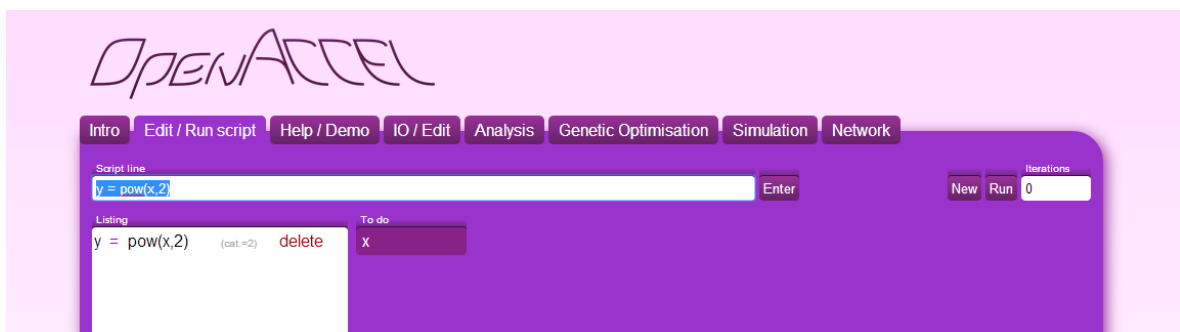 OpenAccel
Intro Edit / Run script Help / Demo IO / Edit Analysis Genetic Optimisation Simulation Network
Script line Iterations
y = pow(x,2) Enter New Run 0
Listing To do
y = pow(x,2) (cat.=2) delete x